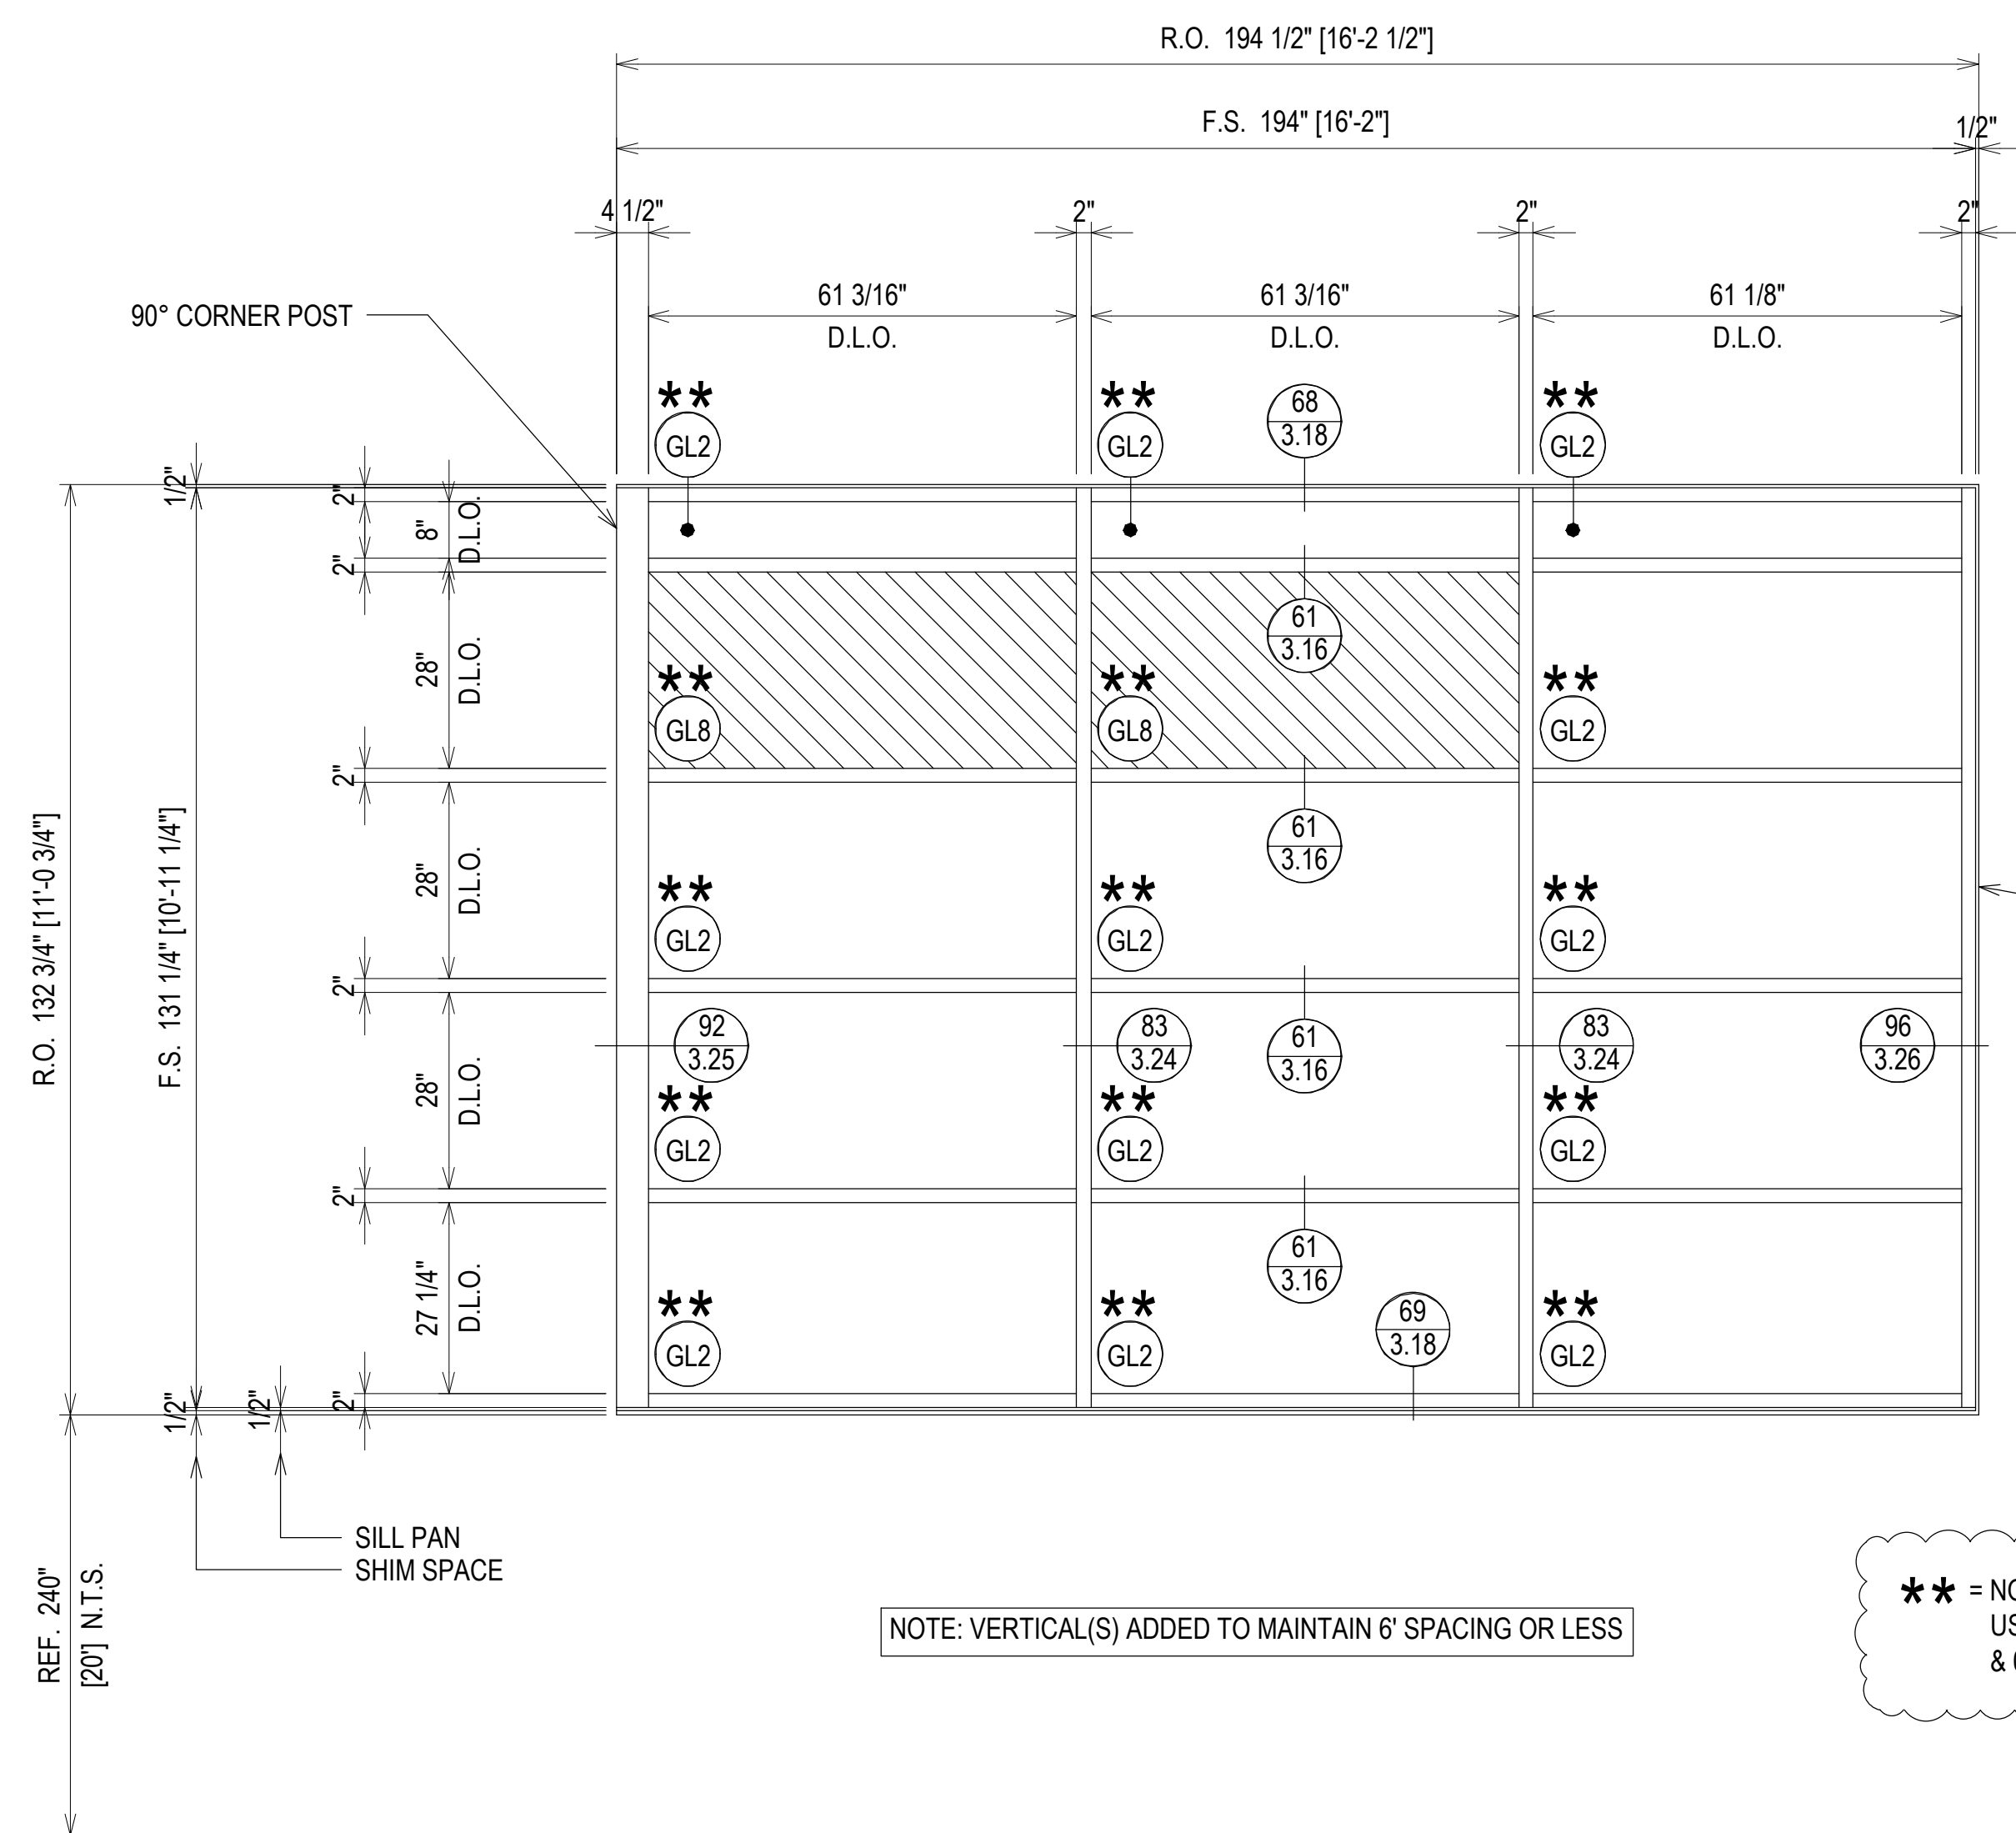 R.O. 194 1/2" [16'-2 1/2"]
F.S. 194" [16'-2"]
1/2"
4 1/2"
2"
2"
2"
61 3/16"
D.L.O.
61 3/16"
D.L.O.
61 1/8"
D.L.O.
90° CORNER POST
**
GL2
**
GL2
68
3.18
**
GL2
1/2"
2"
8"
D.L.O.
2"
28"
D.L.O.
61
3.16
**
GL8
**
GL8
**
GL2
2"
R.O. 132 3/4" [11'-0 3/4"]
F.S. 131 1/4" [10'-11 1/4"]
28"
D.L.O.
61
3.16
**
GL2
**
GL2
**
GL2
2"
28"
D.L.O.
92
3.25
83
3.24
61
3.16
83
3.24
96
3.26
**
GL2
**
GL2
**
GL2
2"
27 1/4"
D.L.O.
61
3.16
69
3.18
**
GL2
**
GL2
**
GL2
1/2"
1/2"
2"
SILL PAN
SHIM SPACE
REF. 240"
[20'] N.T.S.
NOTE: VERTICAL(S) ADDED TO MAINTAIN 6' SPACING OR LESS
** =
&